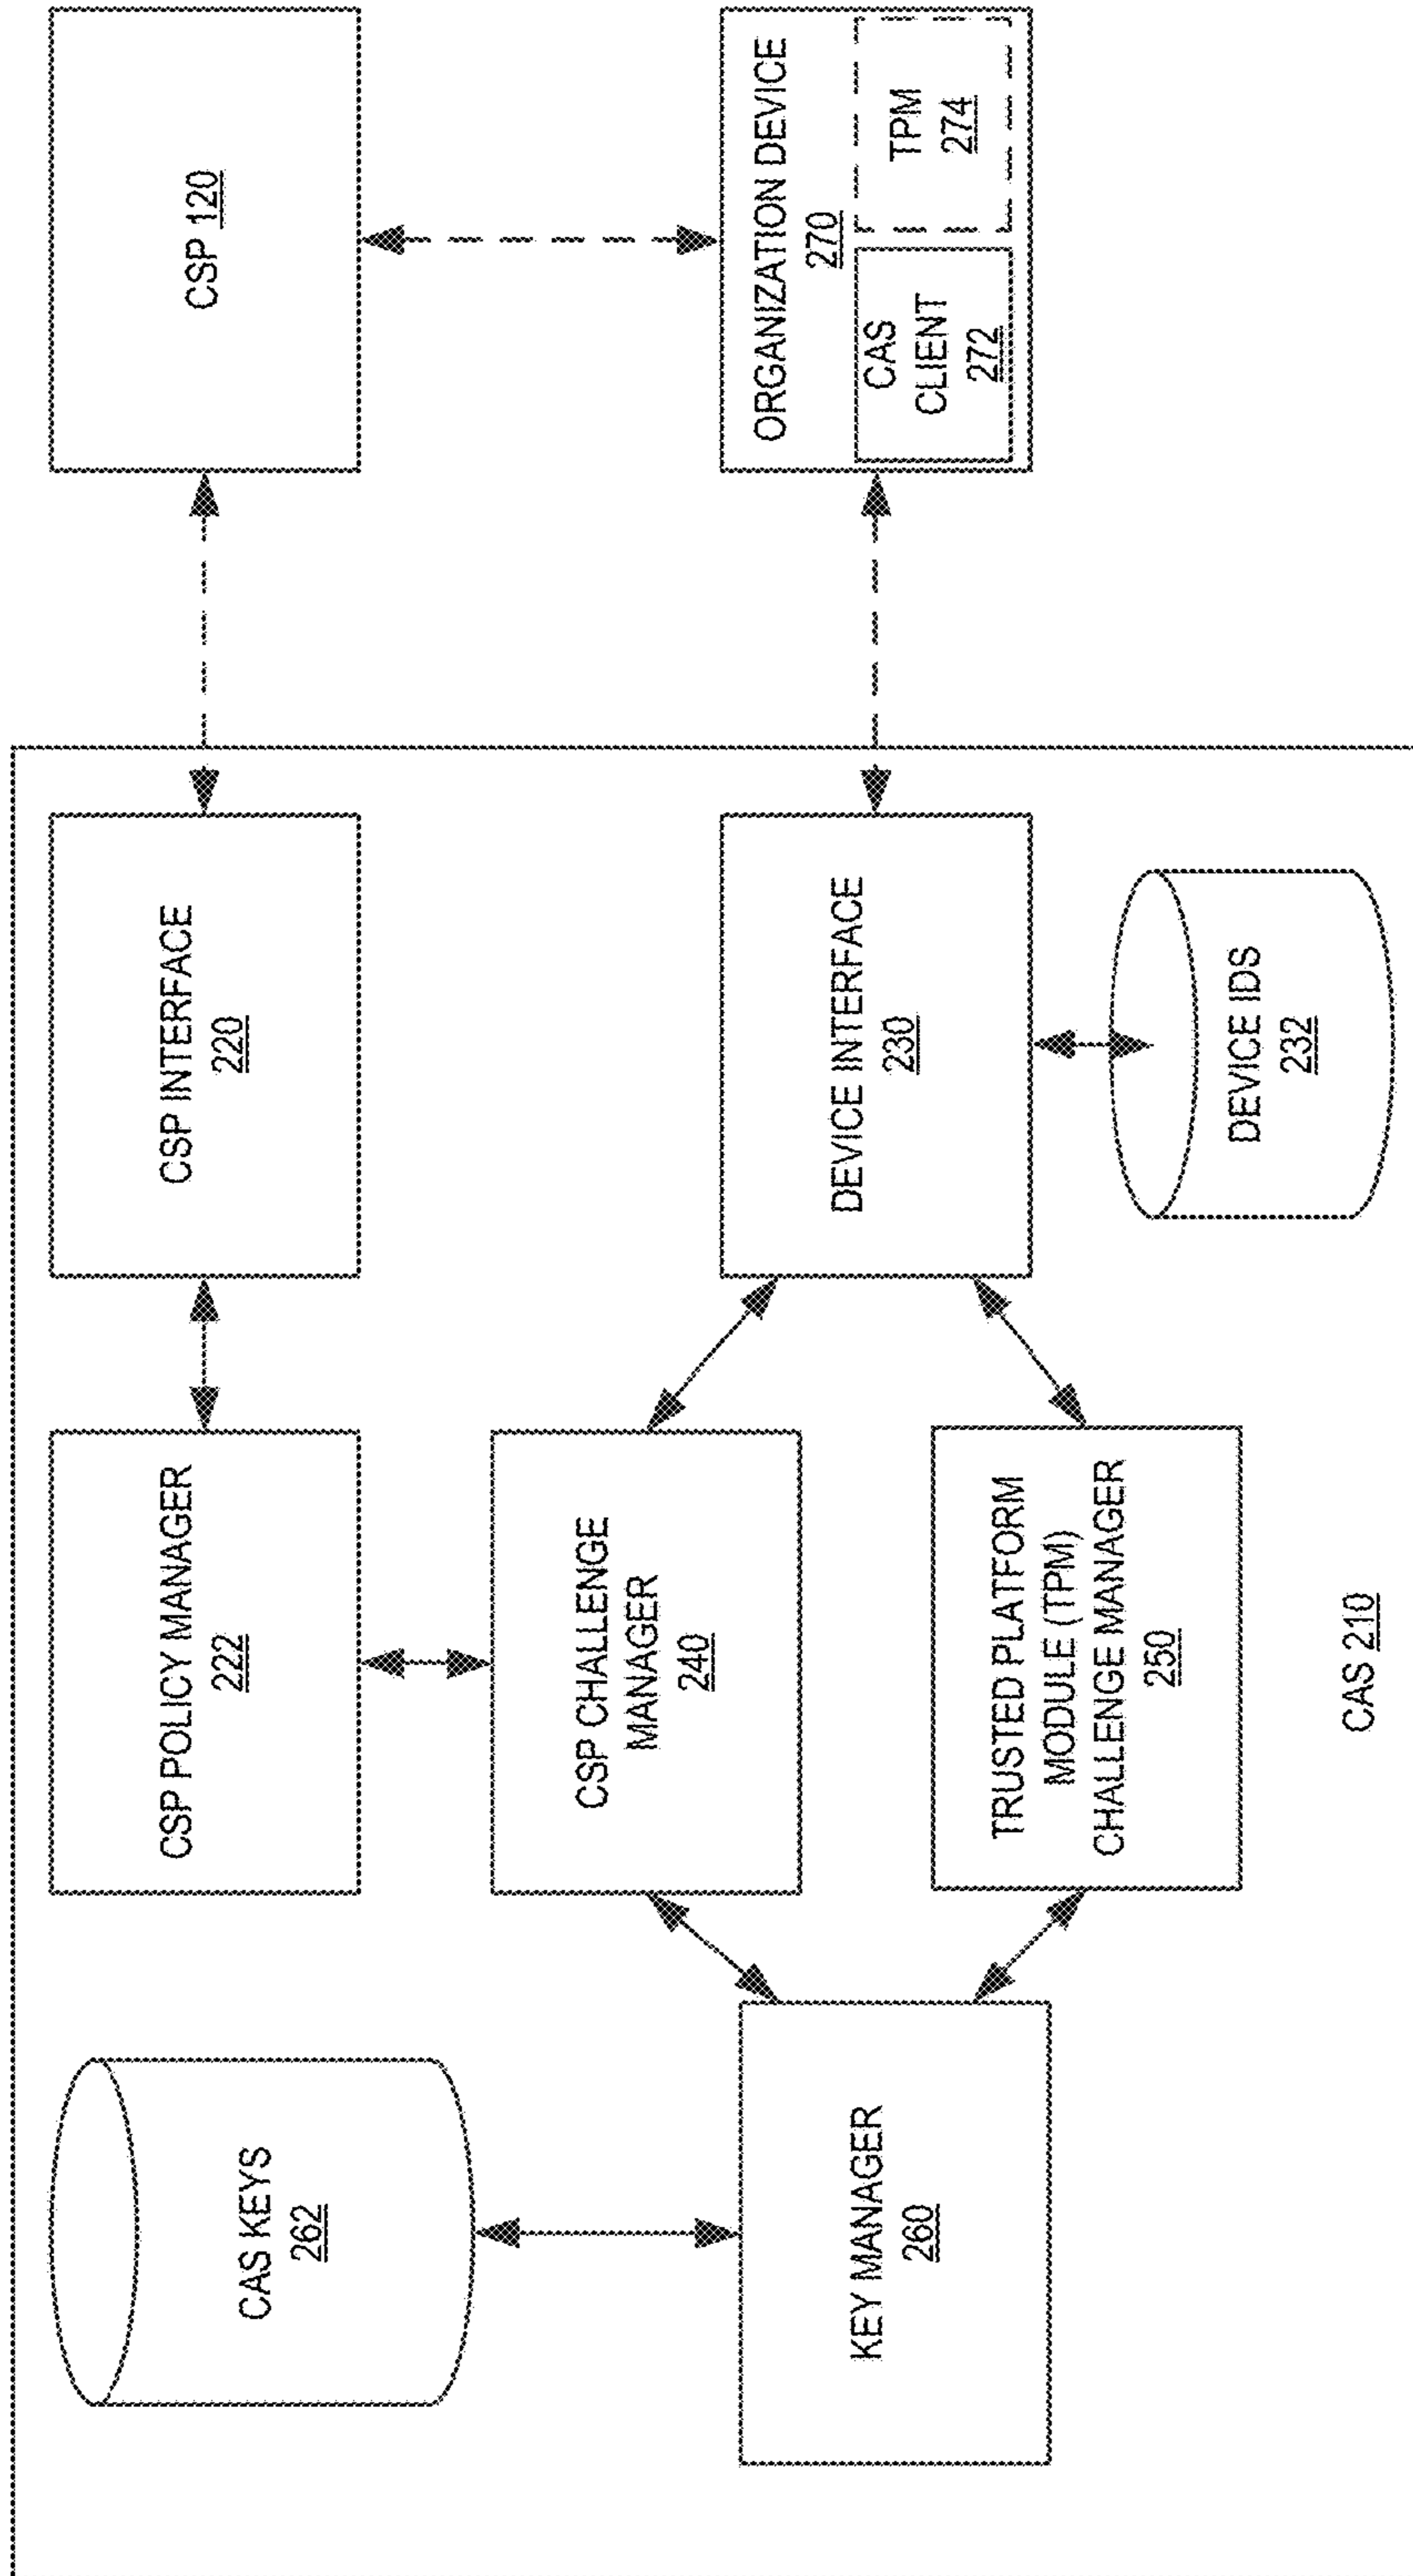 CAS KEYS
262
CSP POLICY MANAGER
222
CSP INTERFACE
220
CSP 120
CSP CHALLENGE
MANAGER
240
KEY MANAGER
260
DEVICE INTERFACE
230
ORGANIZATION DEVICE
270
CAS
CLIENT
272
TPM
274
TRUSTED PLATFORM
MODULE (TPM)
CHALLENGE MANAGER
250
DEVICE IDS
232
CAS 210